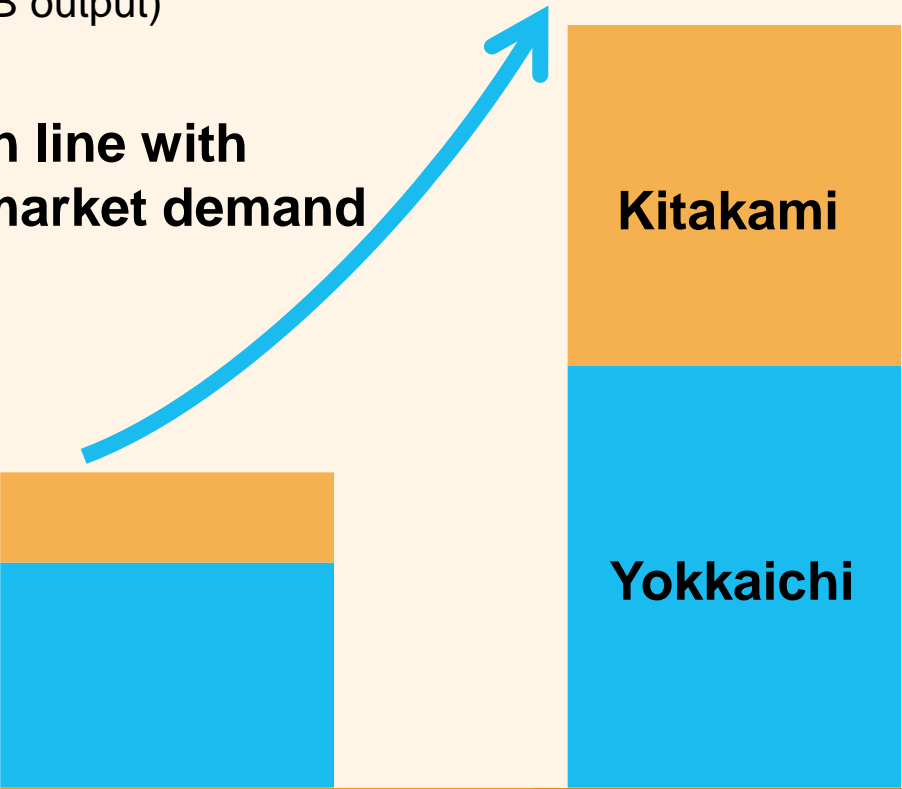 B output)
n line with
market demand
Kitakami
Yokkaichi